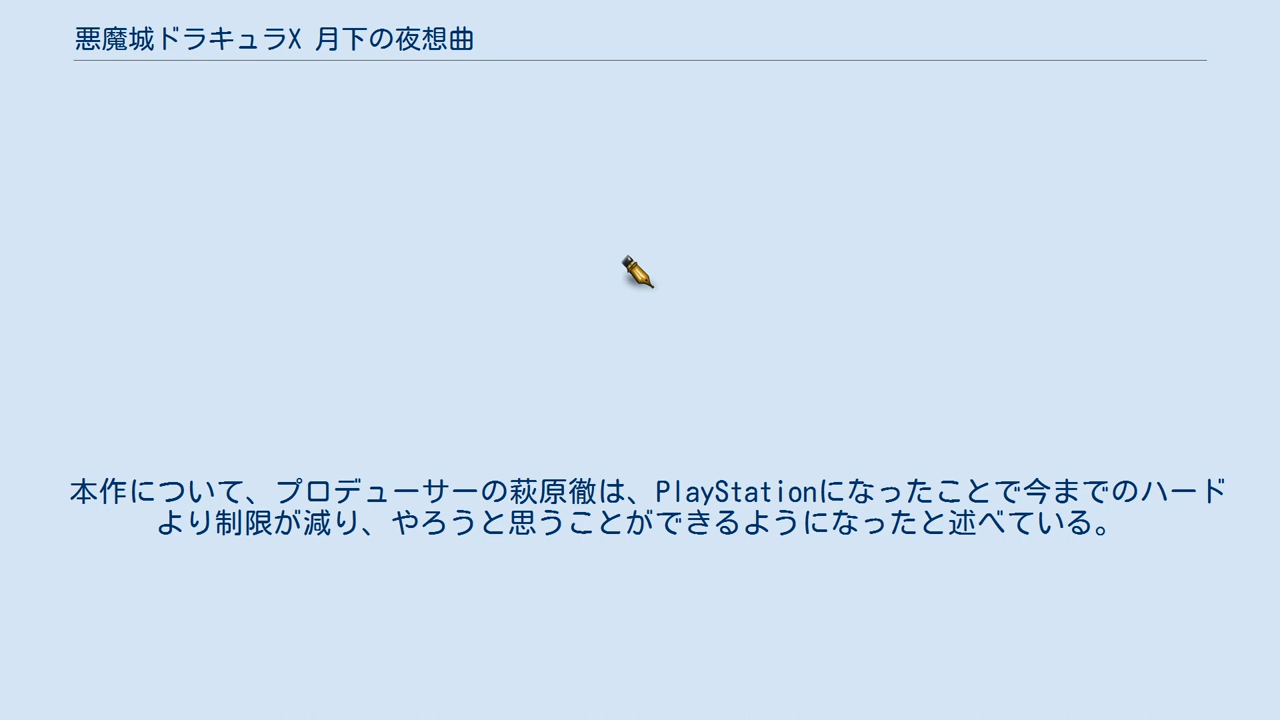 悪魔城ドラキュラX 月下の夜想曲
本作について、プロデューサーの萩原徹は、PlayStationになったことで今までのハード
より制限が減り、やろうと思うことができるようになったと述べている。